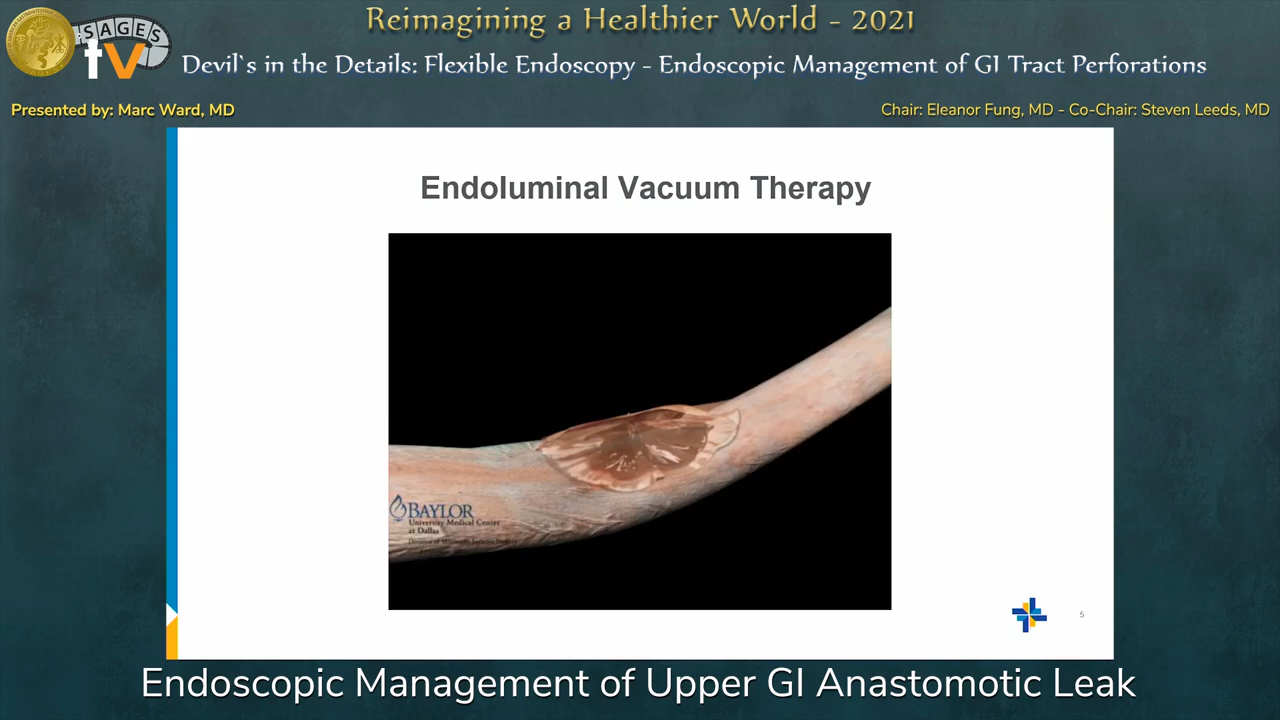 Reimagining a Healthier World - 2021
SAGES
tv
Devil`s in the Details: Flexible Endoscopy - Endoscopic Management of GI Tract Perforations
Presented by: Marc Ward, MD
Chair: Eleanor Fung, MD - Co-Chair: Steven Leeds, MD
Endoluminal Vacuum Therapy
BAYLOR
University Medical Center
at Dallas
5
Endoscopic Management of Upper GI Anastomotic Leak